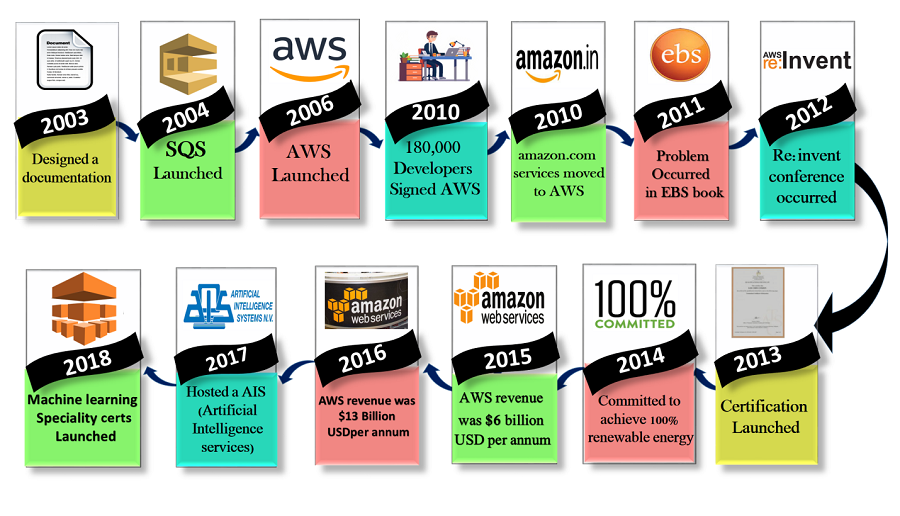 Document
aws
amazon.in
ebs
AWS
re:Invent
2003
2004
2006
2010
2010
2011
2012
Designed a
documentation
SQS
Launched
AWS
Launched
180,000
Developers
Signed AWS
amazon.com
services moved
to AWS
Problem
Occurred
in EBS book
Re:invent
conference
occurred
ARTIFICIAL
INTELLIGENCE
SYSTEMS N.V.
amazon
webservices
amazon
webservices
100%
COMMITTED
2018
2017
2016
2015
2014
2013
Machine learning
Speciality certs
Launched
Hosted a AIS
(Artificial
Intelligence
services)
AWS revenue was
$13 Billion
USDper annum
AWS revenue
was $6 billion
USD per annum
Committed to
achieve 100%
renewable energy
Certification
Launched